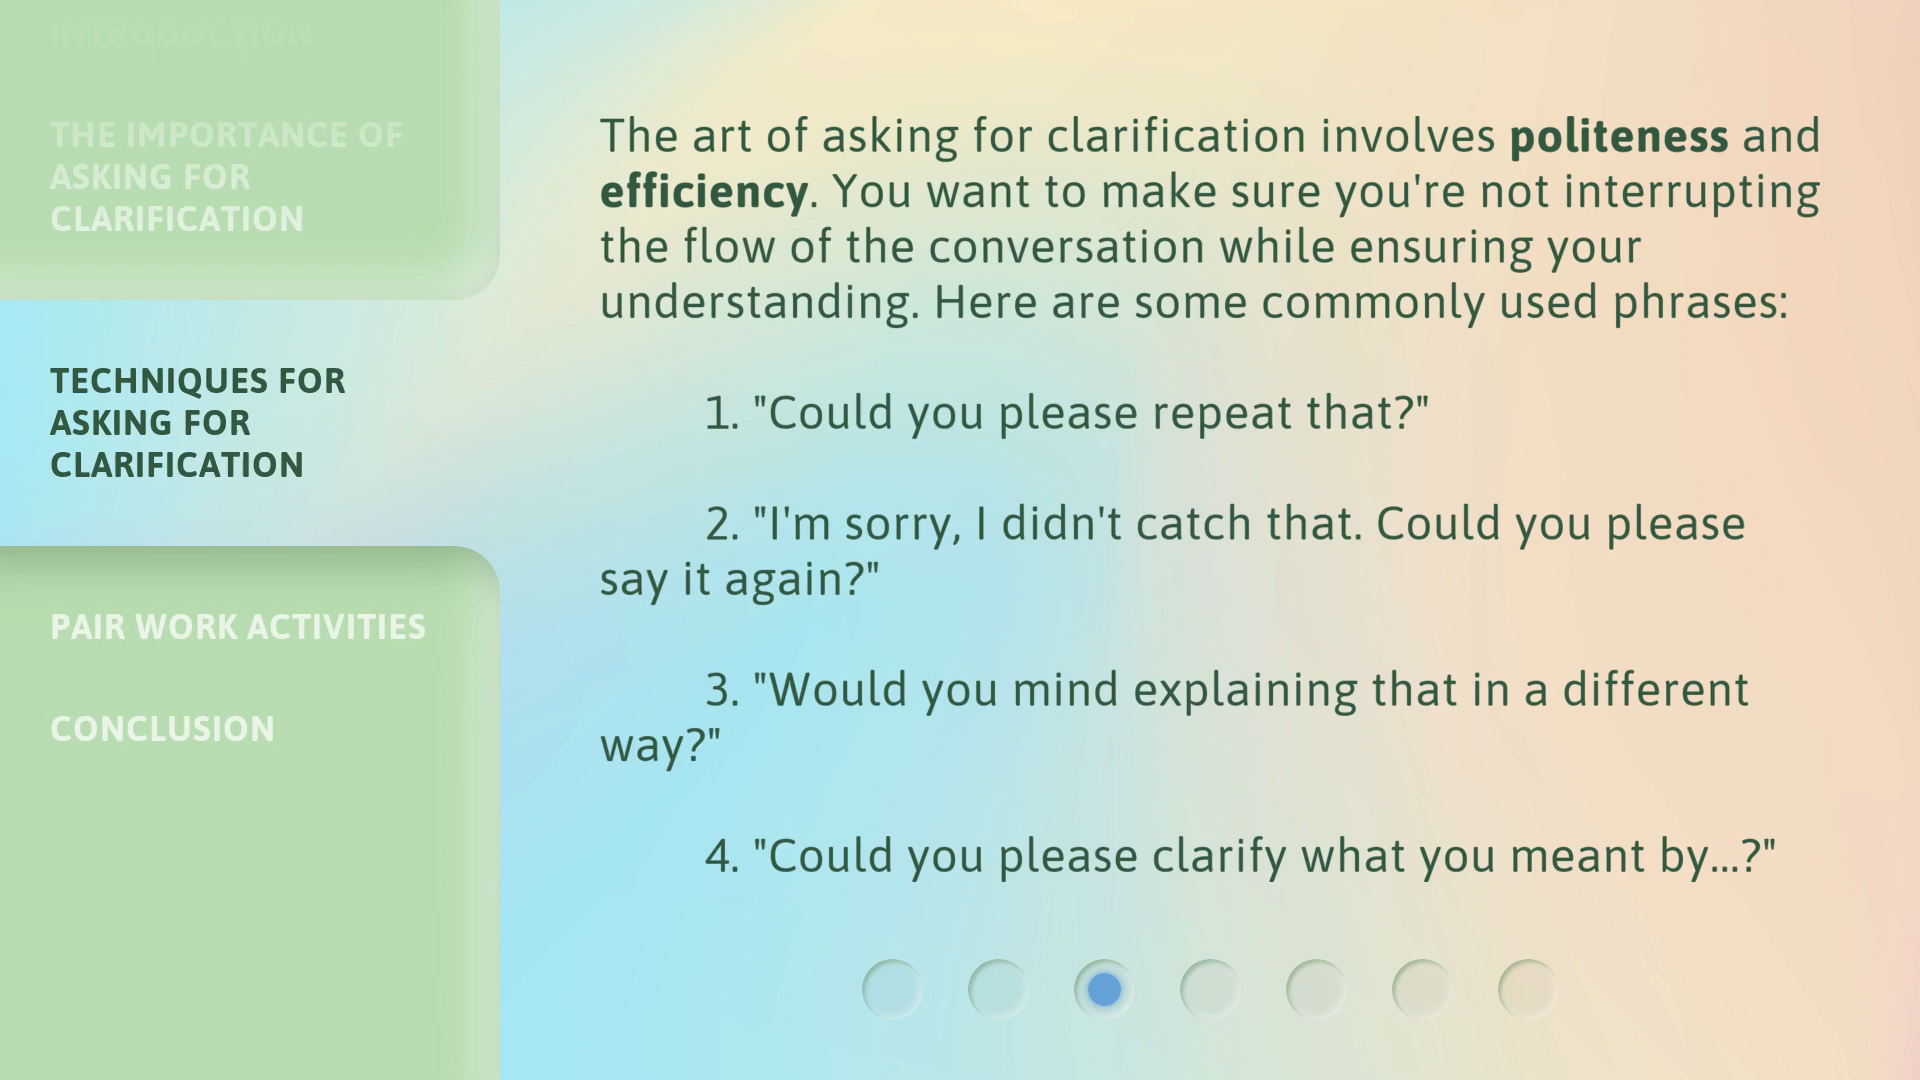 INTRODUCTION
THE IMPORTANCE OF
ASKING FOR
CLARIFICATION
TECHNIQUES FOR
ASKING FOR
CLARIFICATION
PAIR WORK ACTIVITIES
CONCLUSION
The art of asking for clarification involves politeness and
efficiency. You want to make sure you're not interrupting
the flow of the conversation while ensuring your
understanding. Here are some commonly used phrases:
1. "Could you please repeat that?"
2. "I'm sorry, I didn't catch that. Could you please
say it again?"
3. "Would you mind explaining that in a different
way?"
4. "Could you please clarify what you meant by...?"